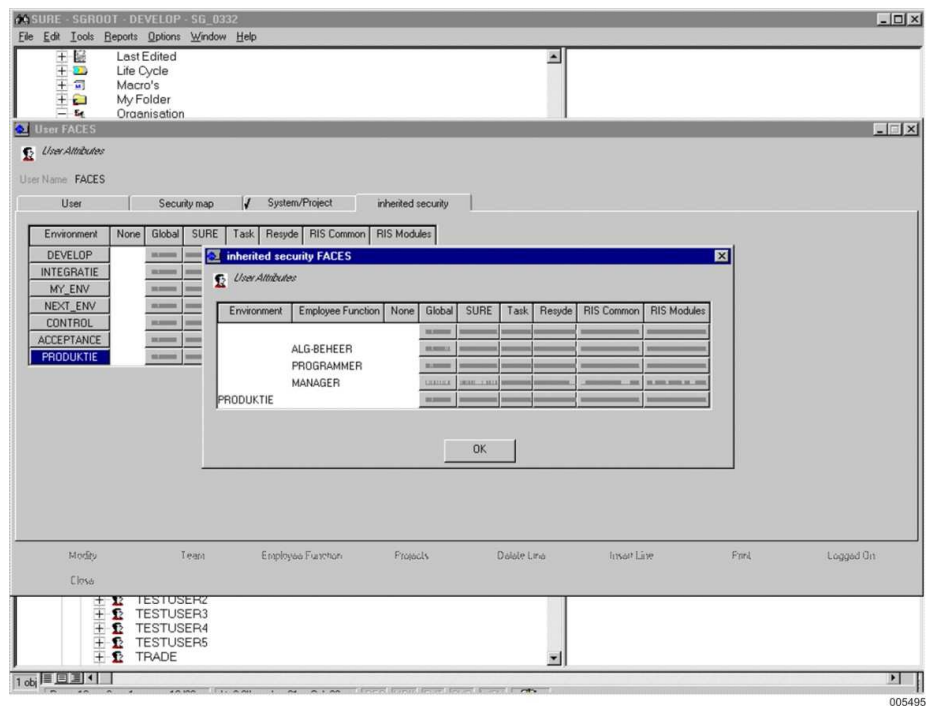 SURE - SGROOT - DEVELOP - SG_0332
File Edit Tools Reports Options Window Help
Last Edited
Life Cycle
Macro's
My Folder
Organisation
User FACES
User Attributes
User Name FACES
User Security map System/Project inherited security
Environment None Global SURE Task Resyde RIS Common RIS Modules
DEVELOP
INTEGRATIE
MY_ENV
NEXT_ENV
CONTROL
ACCEPTANCE
PRODUKTIE
inherited security FACES
User Attributes
Environment Employee Function None Global SURE Task Resyde RIS Common RIS Modules
ALG-BEHEER
PROGRAMMER
MANAGER
PRODUKTIE
OK
Modify Team Employee Function Projects Delete Line Insert Line Print Logged On
Close
TESTUSER2
TESTUSER3
TESTUSER4
TESTUSER5
TRADE
1 obj
005495